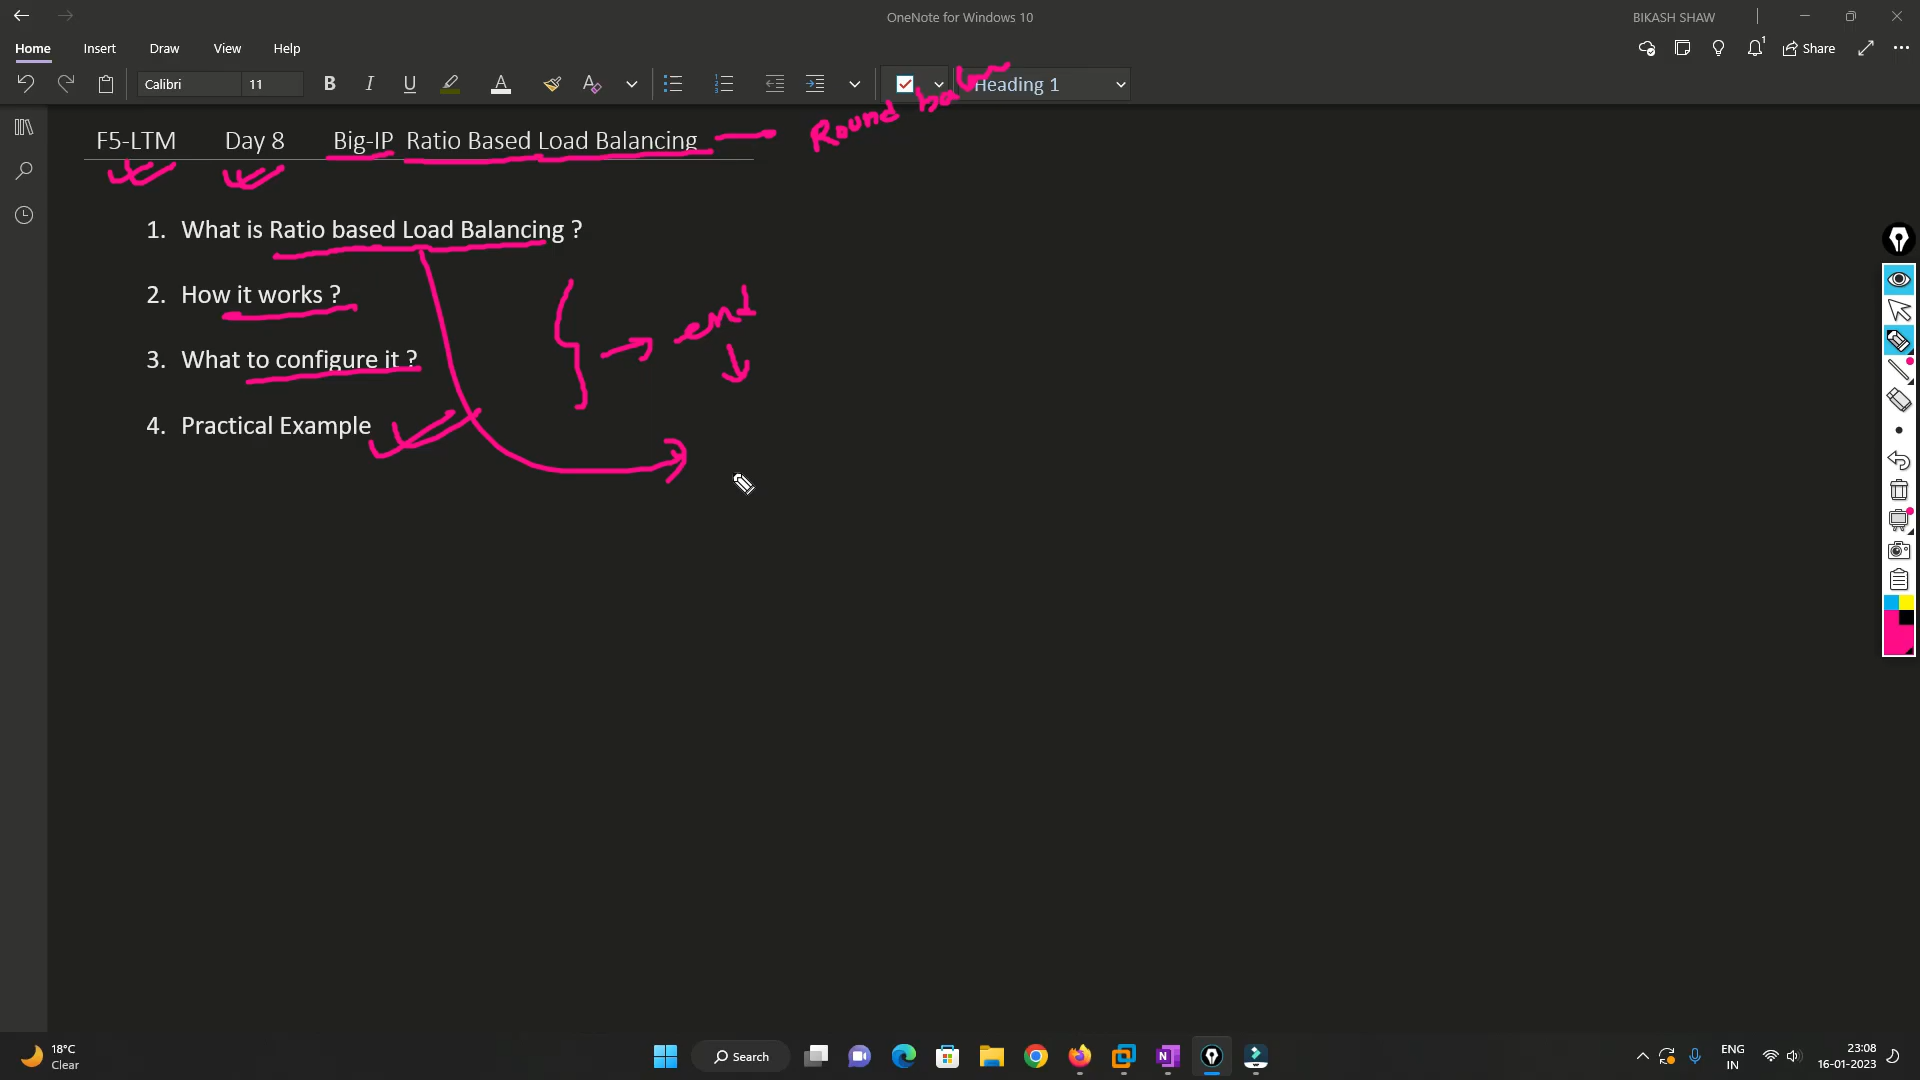 OneNote for Windows 10
BIKASH SHAW
Home Insert Draw View Help
1 Share
Calibri 11 B I U A Heading 1
F5-LTM Day 8 Big-IP Ratio Based Load Balancing Round
1. What is Ratio based Load Balancing ?
2. How it works ?
end
3. What to configure it ?
4. Practical Example
18°C
Clear
Search
ENG
IN
23:08
16-01-2023